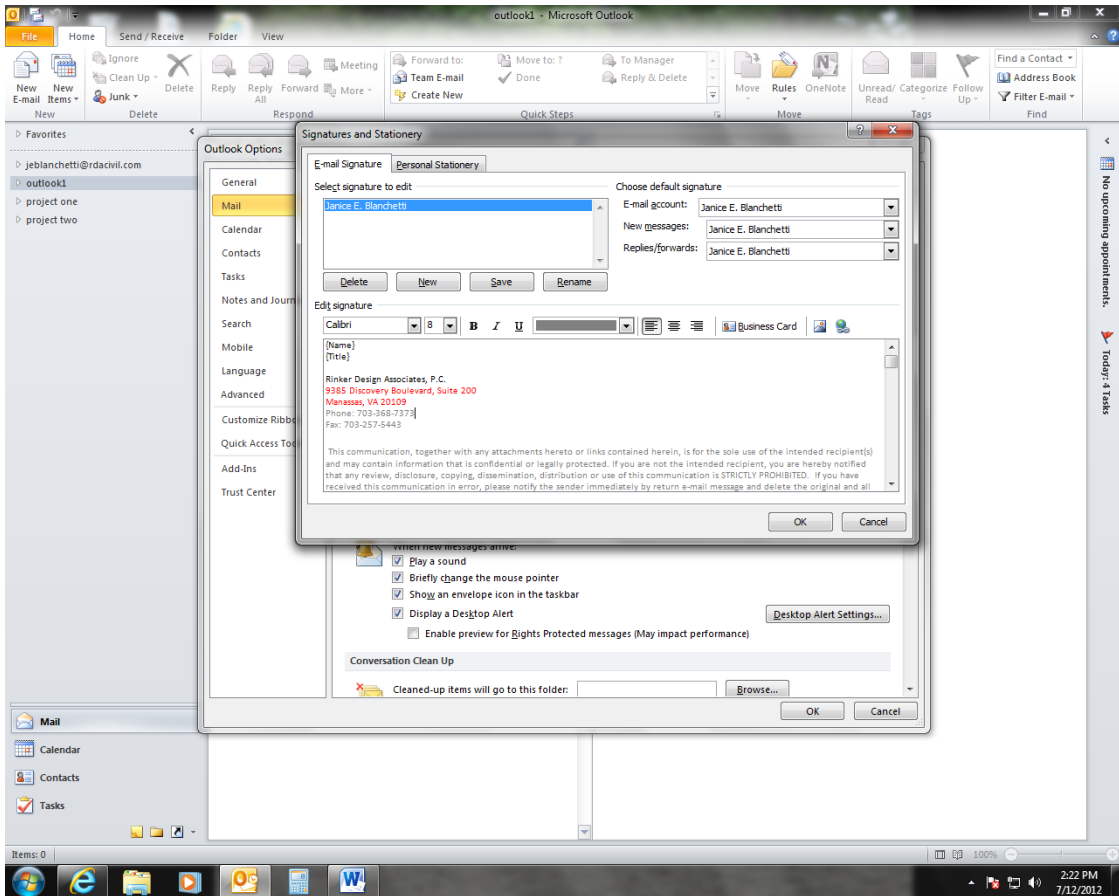 outlook1 - Microsoft Outlook
File Home Send / Receive Folder View
New E-mail
New Items
Ignore
Clean Up
Junk
Delete
Reply
Reply All
Forward
Meeting
More
Forward to:
Team E-mail
Create New
Move to: ?
Done
To Manager
Reply & Delete
Move
Rules
OneNote
Unread/ Read
Categorize
Follow Up
Find a Contact
Address Book
Filter E-mail
New Delete Respond Quick Steps Move Tags Find
Favorites
jeblanchetti@rdacivil.com
outlook1
project one
project two
Outlook Options
General
Mail
Calendar
Contacts
Tasks
Notes and Journ
Search
Mobile
Language
Advanced
Customize Ribbo
Quick Access Too
Add-Ins
Trust Center
Signatures and Stationery
E-mail Signature Personal Stationery
Select signature to edit
Janice E. Blanchetti
Delete New Save Rename
Choose default signature
E-mail account: Janice E. Blanchetti
New messages: Janice E. Blanchetti
Replies/forwards: Janice E. Blanchetti
Edit signature
Calibri 8 B I U Business Card
{Name}
{Title}
Rinker Design Associates, P.C.
9385 Discovery Boulevard, Suite 200
Manassas, VA 20109
Phone: 703-368-7373
Fax: 703-257-5443
This communication, together with any attachments hereto or links contained herein, is for the sole use of the intended recipient(s)
and may contain information that is confidential or legally protected. If you are not the intended recipient, you are hereby notified
that any review, disclosure, copying, dissemination, distribution or use of this communication is STRICTLY PROHIBITED. If you have
received this communication in error, please notify the sender immediately by return e-mail message and delete the original and all
OK Cancel
When new messages arrive:
Play a sound
Briefly change the mouse pointer
Show an envelope icon in the taskbar
Display a Desktop Alert
Desktop Alert Settings...
Enable preview for Rights Protected messages (May impact performance)
Conversation Clean Up
Cleaned-up items will go to this folder: Browse...
OK Cancel
No upcoming appointments.
Today: 4 Tasks
Mail
Calendar
Contacts
Tasks
Items: 0
100%
2:22 PM
7/12/2012